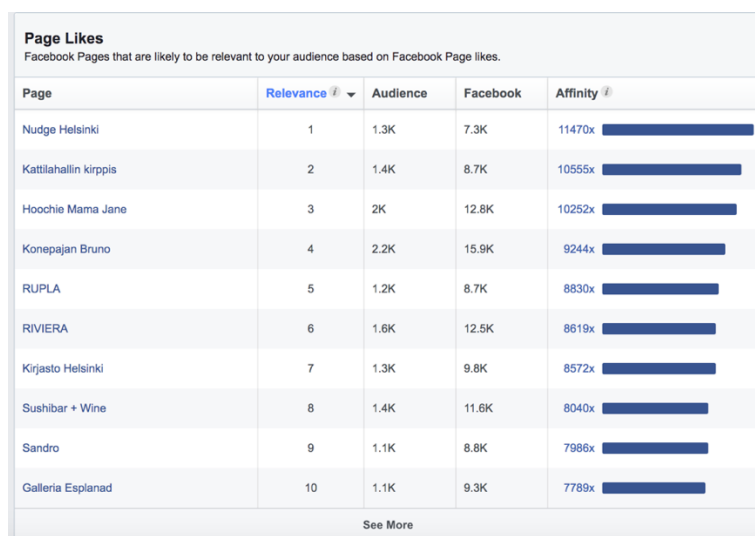 Page Likes
Facebook Pages that are likely to be relevant to your audience based on Facebook Page likes.
Page Relevance i Audience Facebook Affinity i
Nudge Helsinki 1 1.3K 7.3K 11470x
Kattilahallin kirppis 2 1.4K 8.7K 10555x
Hoochie Mama Jane 3 2K 12.8K 10252x
Konepajan Bruno 4 2.2K 15.9K 9244x
RUPLA 5 1.2K 8.7K 8830x
RIVIERA 6 1.6K 12.5K 8619x
Kirjasto Helsinki 7 1.3K 9.8K 8572x
Sushibar + Wine 8 1.4K 11.6K 8040x
Sandro 9 1.1K 8.8K 7986x
Galleria Esplanad 10 1.1K 9.3K 7789x
See More